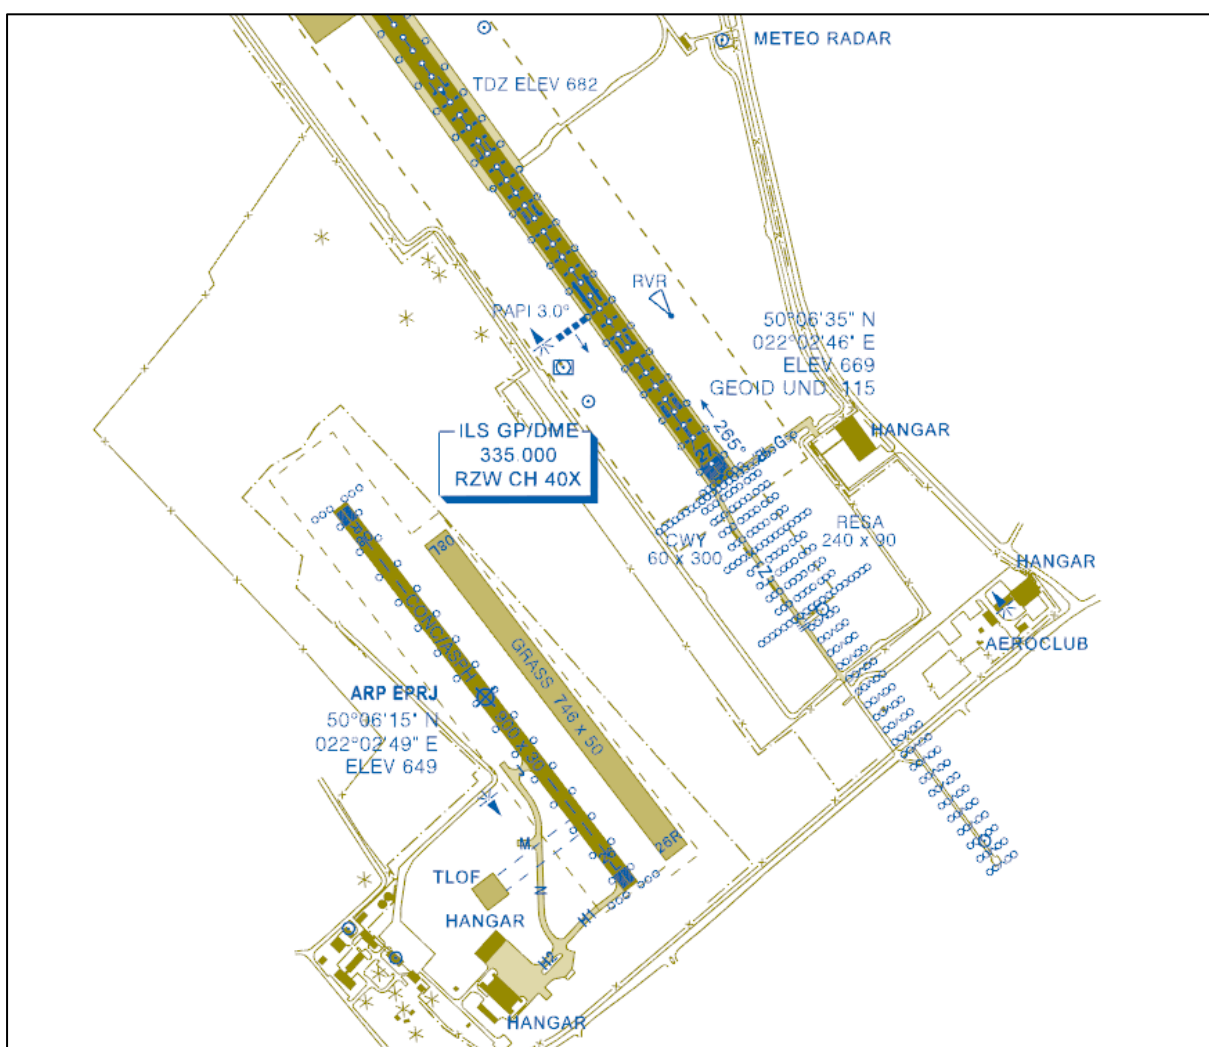 METEO RADAR
TDZ ELEV 682
RVR
PAPI 3.0°
50°06'35" N
022°02'46" E
ELEV 669
GEOID UND 115
265°
27
G
HANGAR
ILS GP/DME
335.000
RZW CH 40X
CWY
60 x 300
RESA
240 x 90
Z
HANGAR
AEROCLUB
CONC/ASPH
900 x 30
GRASS 746 x 50
26R
ARP EPRJ
50°06'15" N
022°02'49" E
ELEV 649
M
N
TLOF
HANGAR
H1
H2
HANGAR